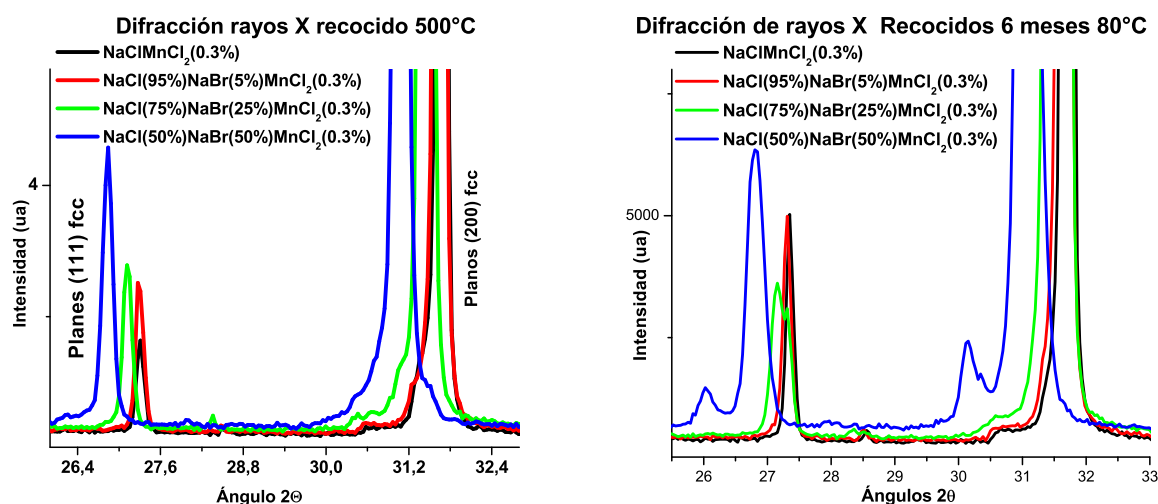 Difracción rayos X recocido 500°C
NaClMnCl2(0.3%)
NaCl(95%)NaBr(5%)MnCl2(0.3%)
NaCl(75%)NaBr(25%)MnCl2(0.3%)
NaCl(50%)NaBr(50%)MnCl2(0.3%)
4
Intensidad (ua)
Planes (111) fcc
Planos (200) fcc
26,4 27,6 28,8 30,0 31,2 32,4
Ángulo 2Θ
Difracción de rayos X Recocidos 6 meses 80°C
NaClMnCl2(0.3%)
NaCl(95%)NaBr(5%)MnCl2(0.3%)
NaCl(75%)NaBr(25%)MnCl2(0.3%)
NaCl(50%)NaBr(50%)MnCl2(0.3%)
5000
Intensidad (ua)
26 27 28 29 30 31 32 33
Ángulos 2θ